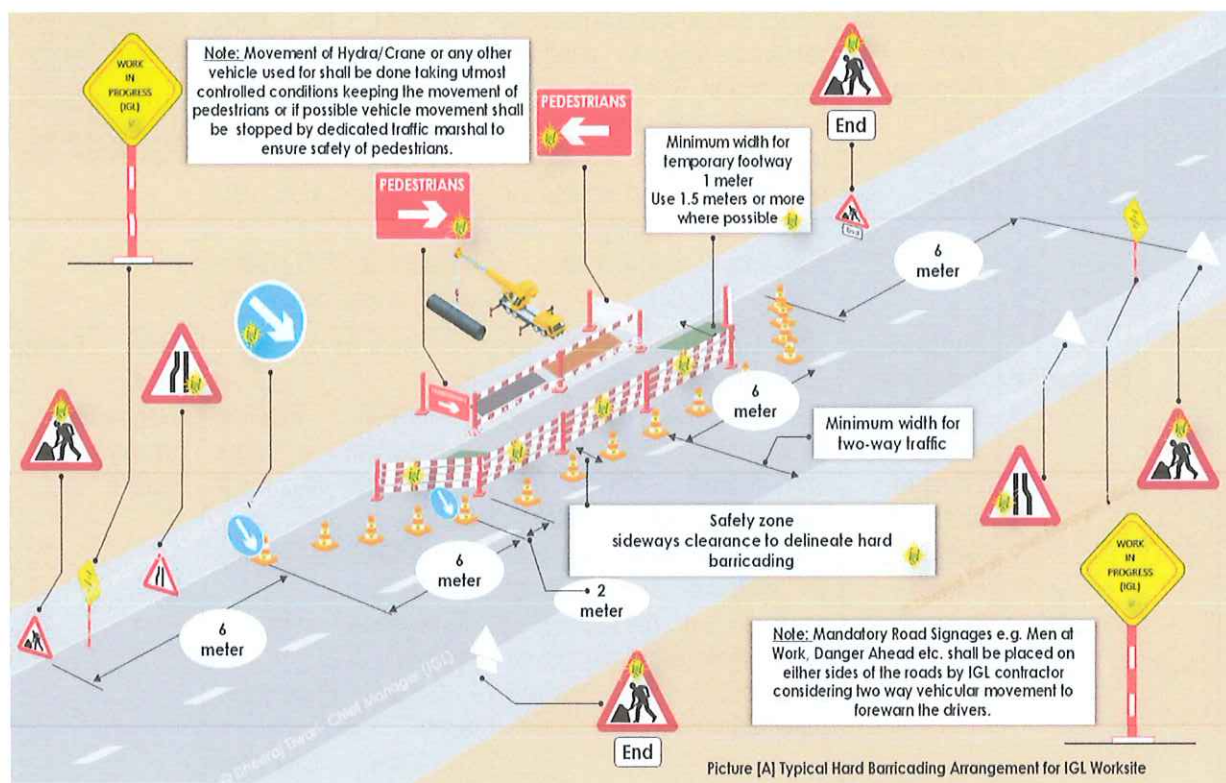 WORK
IN
PROGRESS
(IGL)
Note: Movement of Hydra/Crane or any other
vehicle used for shall be done taking utmost
controlled conditions keeping the movement of
pedestrians or if possible vehicle movement shall
be stopped by dedicated traffic marshal to
ensure safety of pedestrians.
PEDESTRIANS
PEDESTRIANS
Minimum width for
temporary footway
1 meter
Use 1.5 meters or more
where possible
End
End
6
meter
6
meter
Minimum width for
two-way traffic
Safety zone
sideways clearance to delineate hard
barricading
6
meter
2
meter
6
meter
WORK
IN
PROGRESS
(IGL)
Note: Mandatory Road Signages e.g. Men at
Work, Danger Ahead etc. shall be placed on
either sides of the roads by IGL contractor
considering two way vehicular movement to
forewarn the drivers.
End
Chief Manager (IGL)
Picture [A] Typical Hard Barricading Arrangement for IGL Worksite